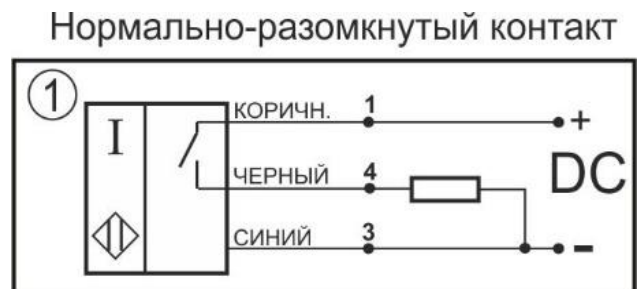 Нормально-разомкнутый контакт
1
I
КОРИЧН. 1 +
ЧЕРНЫЙ 4 DC
СИНИЙ 3 -